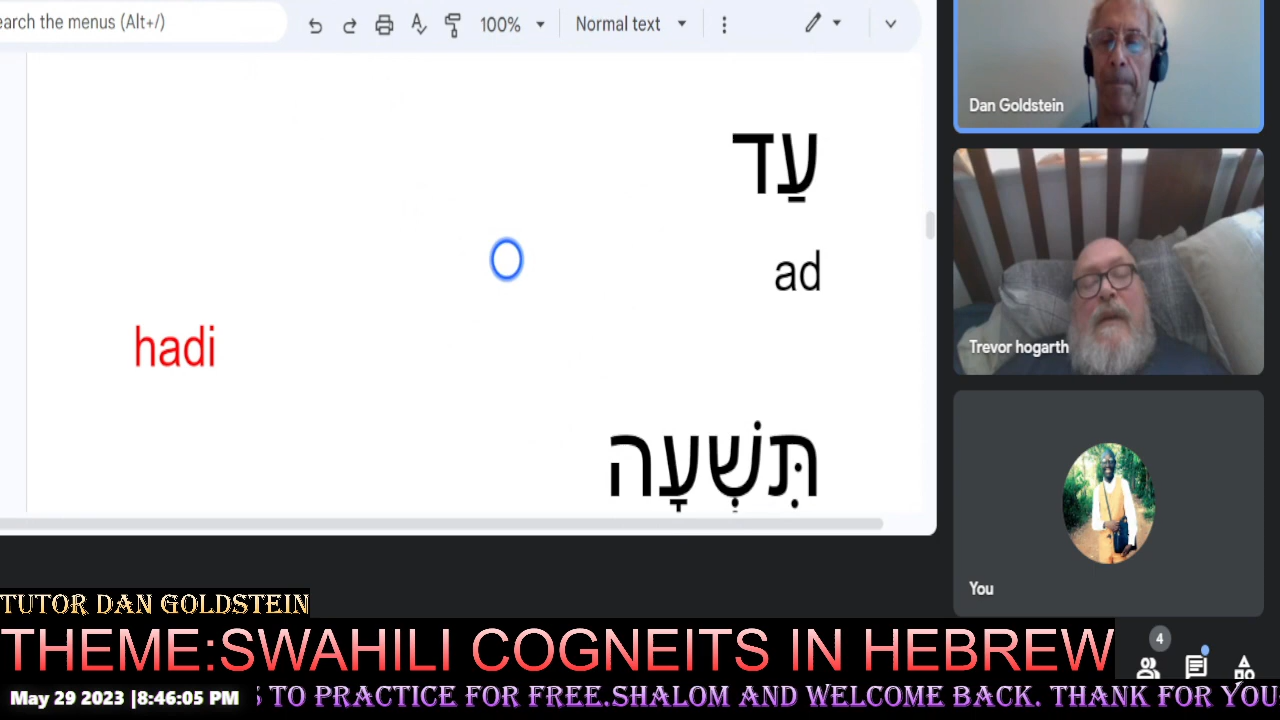 earch the menus (Alt+/)
100%
Normal text
עַד
ad
hadi
תִּשְׁעָה
Dan Goldstein
Trevor hogarth
You
4
TUTOR DAN GOLDSTEIN
THEME:SWAHILI COGNEITS IN HEBREW
May 29 2023 |8:46:05 PM
TO PRACTICE FOR FREE.SHALOM AND WELCOME BACK. THANK FOR YOU